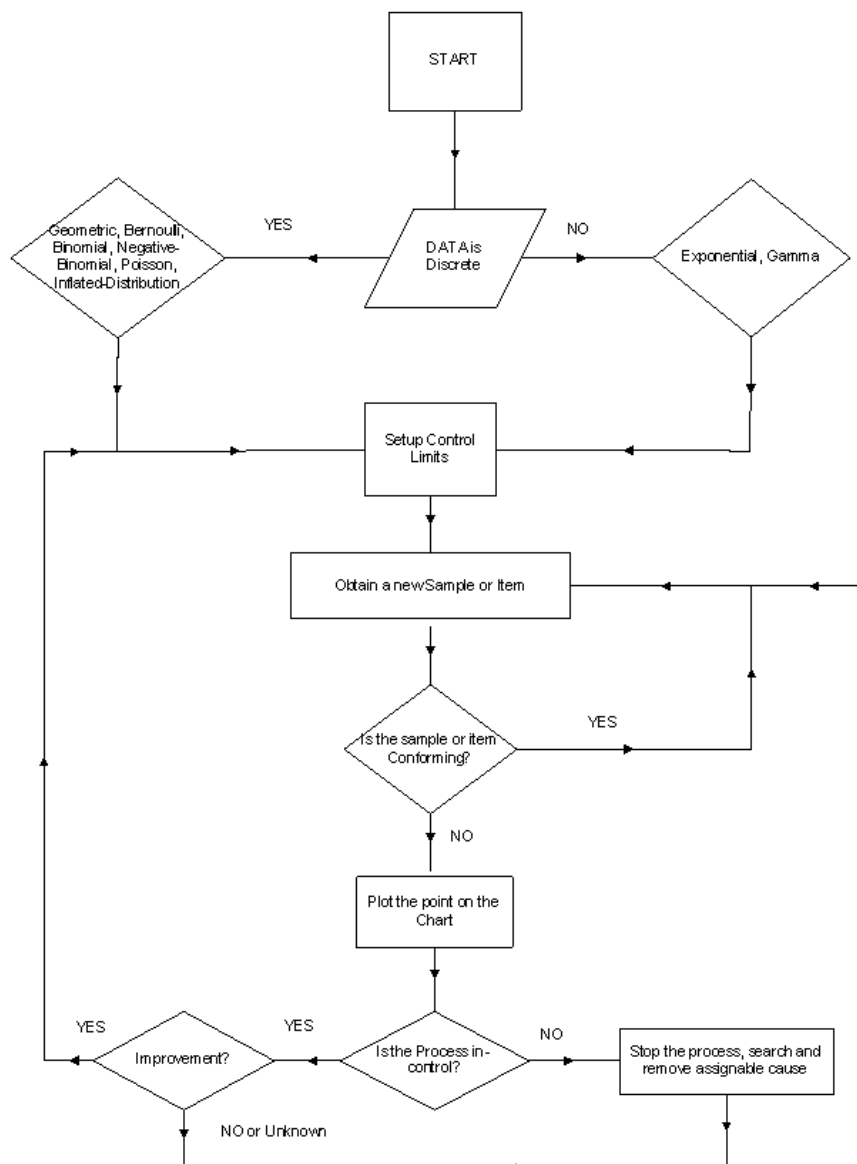 START
YES
Geometric, Bernouli,
Binomial, Negative-
Binomial, Poisson,
Inflated-Distribution
DATA is
Discrete
NO
Exponential, Gamma
Setup Control
Limits
Obtain a new Sample or Item
Is the sample or item
Conforming?
YES
NO
Plot the point on the
Chart
YES
Improvement?
YES
Is the Process in-
control?
NO
Stop the process, search and
remove assignable cause
NO or Unknown